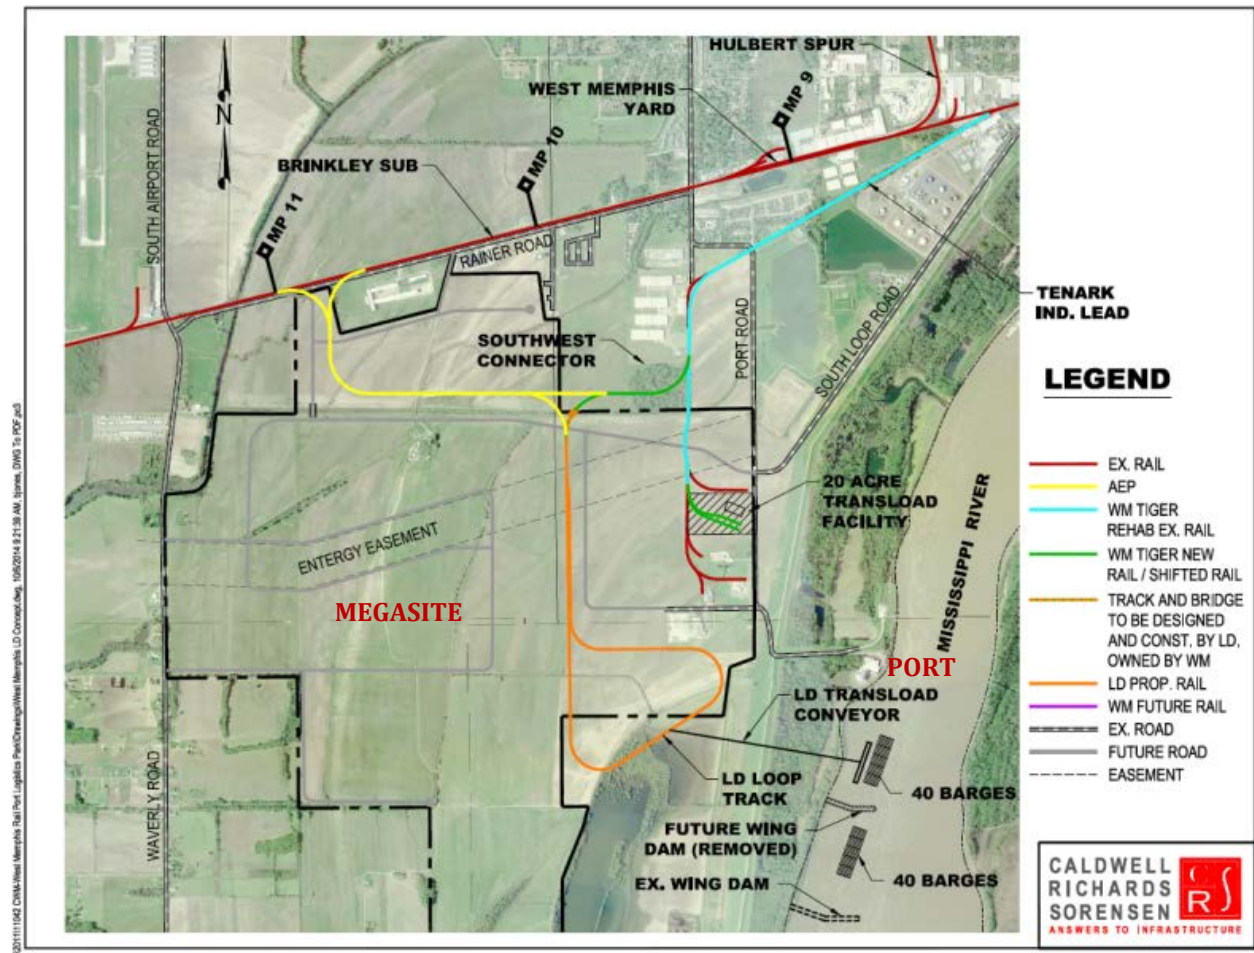 HULBERT SPUR
WEST MEMPHIS
YARD
MP 9
MP 10
BRINKLEY SUB
MP 11
N
SOUTH AIRPORT ROAD
RAINER ROAD
TENARK
IND. LEAD
SOUTHWEST
CONNECTOR
PORT ROAD
SOUTH LOOP ROAD
20 ACRE
TRANSLOAD
FACILITY
ENTERGY EASEMENT
MEGASITE
MISSISSIPPI RIVER
PORT
LD TRANSLOAD
CONVEYOR
LD LOOP
TRACK
40 BARGES
FUTURE WING
DAM (REMOVED)
EX. WING DAM
40 BARGES
WAVERLY ROAD
LEGEND
EX. RAIL
AEP
WM TIGER
REHAB EX. RAIL
WM TIGER NEW
RAIL / SHIFTED RAIL
TRACK AND BRIDGE
TO BE DESIGNED
AND CONST, BY LD,
OWNED BY WM
LD PROP. RAIL
WM FUTURE RAIL
EX. ROAD
FUTURE ROAD
EASEMENT
CALDWELL
RICHARDS
SORENSEN
CRS
ANSWERS TO INFRASTRUCTURE